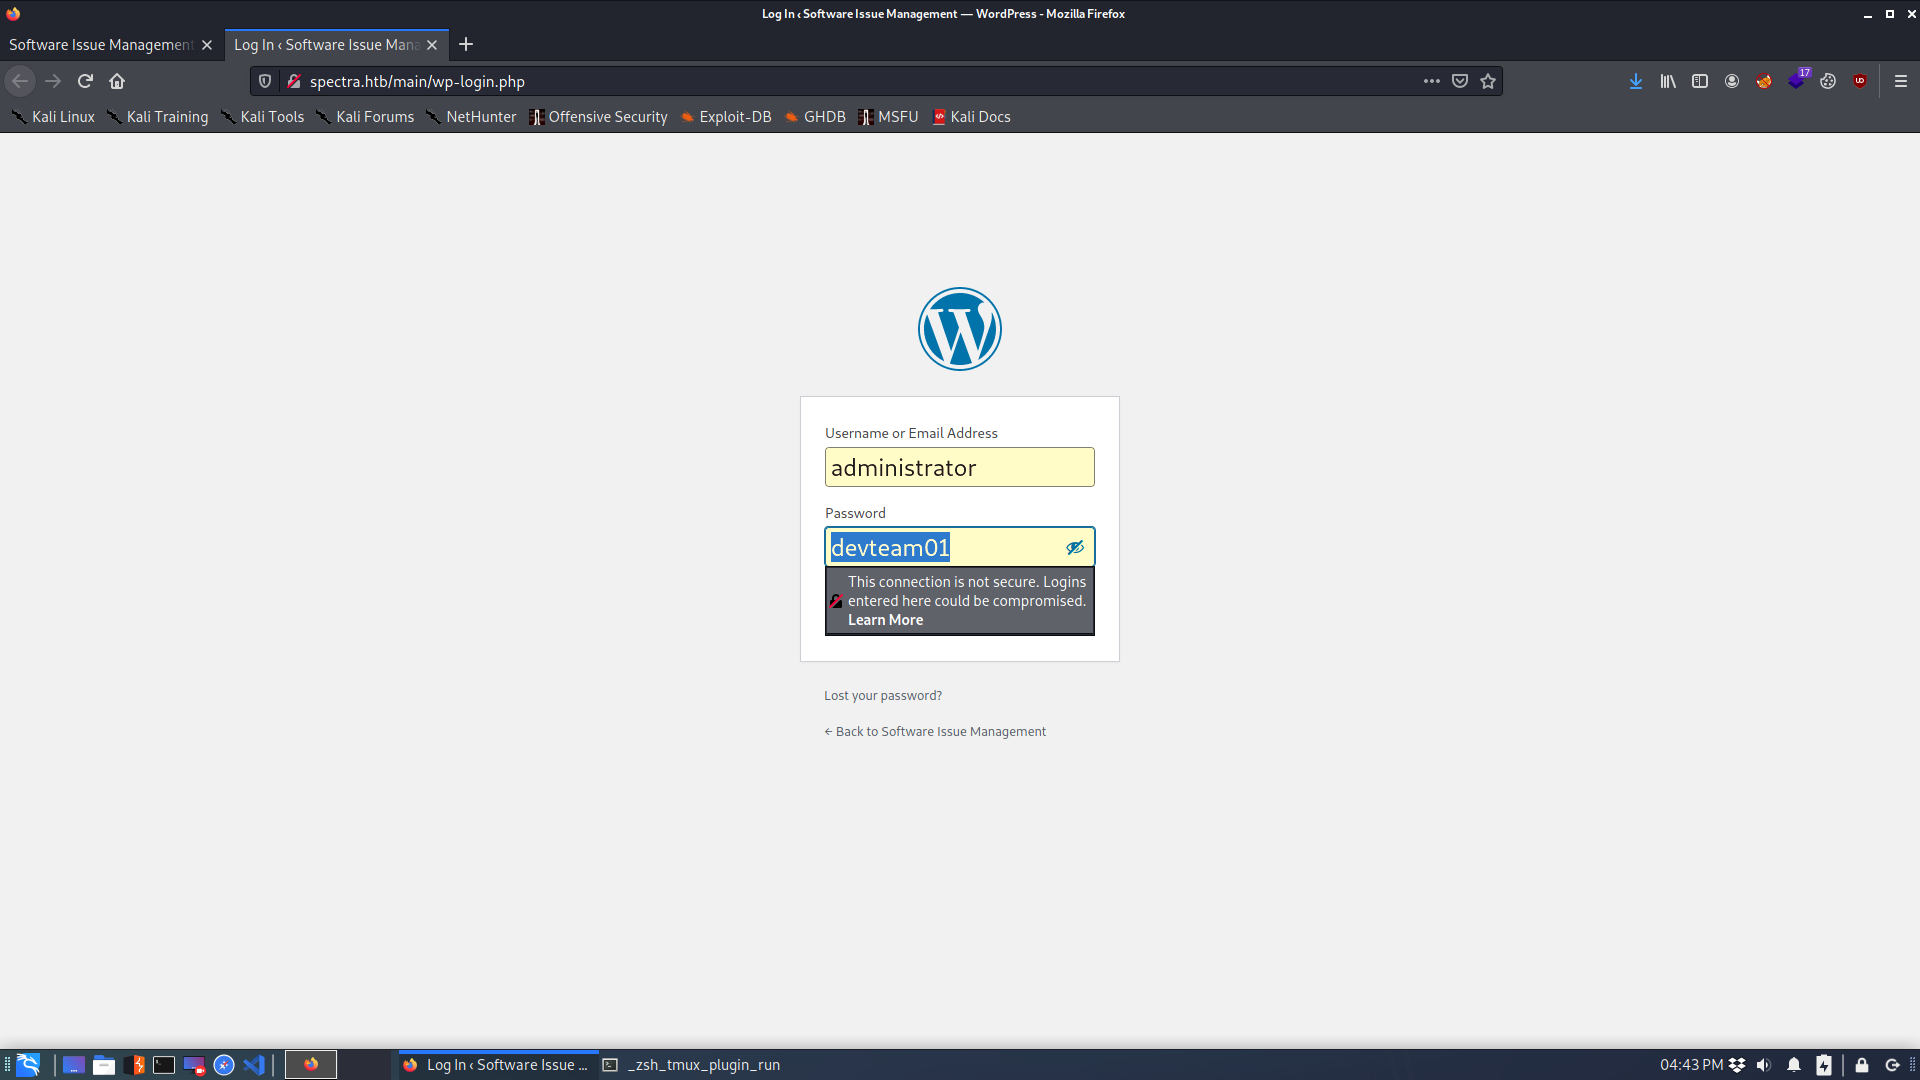 Log In ‹ Software Issue Management — WordPress - Mozilla Firefox
Software Issue Management
Log In ‹ Software Issue Mana
spectra.htb/main/wp-login.php
17
Kali Linux
Kali Training
Kali Tools
Kali Forums
NetHunter
Offensive Security
Exploit-DB
GHDB
MSFU
Kali Docs
Username or Email Address
administrator
Password
devteam01
This connection is not secure. Logins
entered here could be compromised.
Learn More
Lost your password?
← Back to Software Issue Management
Log In ‹ Software Issue ...
_zsh_tmux_plugin_run
04:43 PM